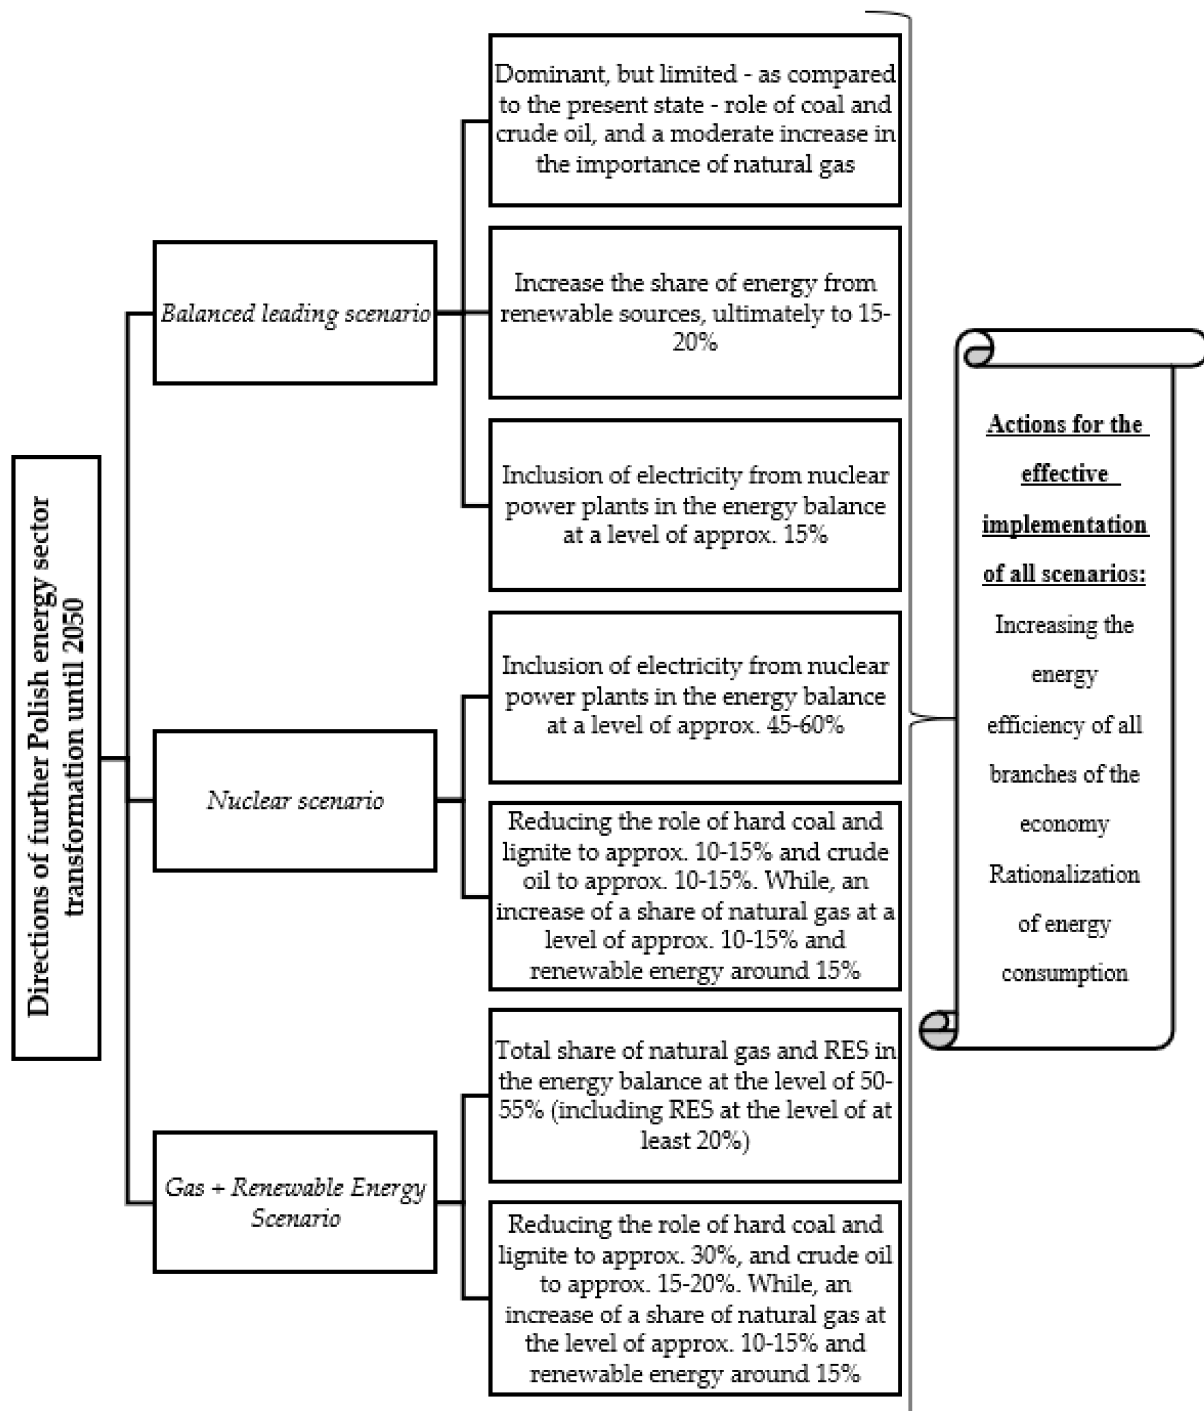 Directions of further Polish energy sector
transformation until 2050
Balanced leading scenario
Dominant, but limited - as compared
to the present state - role of coal and
crude oil, and a moderate increase in
the importance of natural gas
Increase the share of energy from
renewable sources, ultimately to 15-
20%
Inclusion of electricity from nuclear
power plants in the energy balance
at a level of approx. 15%
Nuclear scenario
Inclusion of electricity from nuclear
power plants in the energy balance
at a level of approx. 45-60%
Reducing the role of hard coal and
lignite to approx. 10-15% and crude
oil to approx. 10-15%. While, an
increase of a share of natural gas at a
level of approx. 10-15% and
renewable energy around 15%
Gas + Renewable Energy
Scenario
Total share of natural gas and RES in
the energy balance at the level of 50-
55% (including RES at the level of at
least 20%)
Reducing the role of hard coal and
lignite to approx. 30%, and crude oil
to approx. 15-20%. While, an
increase of a share of natural gas at
the level of approx. 10-15% and
renewable energy around 15%
Actions for the
effective
implementation
of all scenarios:
Increasing the
energy
efficiency of all
branches of the
economy
Rationalization
of energy
consumption